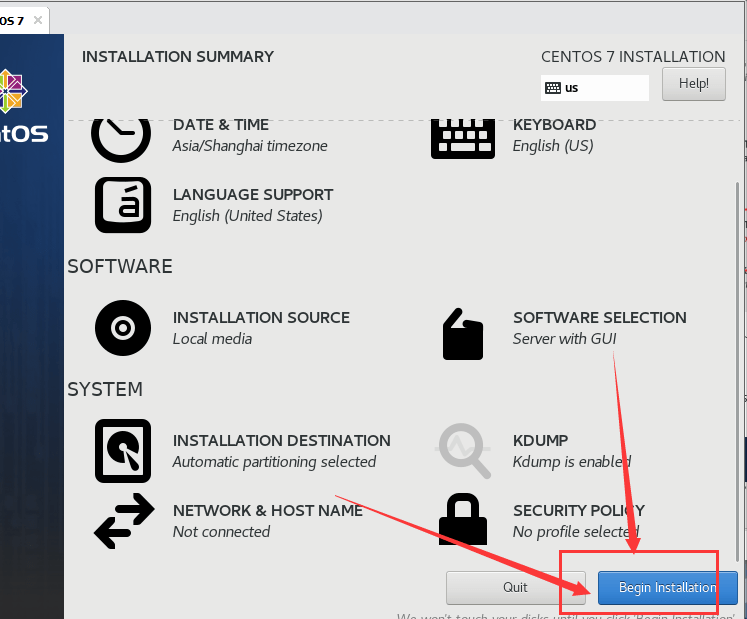 OS 7
INSTALLATION SUMMARY
CENTOS 7 INSTALLATION
us
Help!
tOS
DATE & TIME
Asia/Shanghai timezone
KEYBOARD
English (US)
LANGUAGE SUPPORT
English (United States)
SOFTWARE
INSTALLATION SOURCE
Local media
SOFTWARE SELECTION
Server with GUI
SYSTEM
INSTALLATION DESTINATION
Automatic partitioning selected
KDUMP
Kdump is enabled
NETWORK & HOST NAME
Not connected
SECURITY POLICY
No profile selected
Quit
Begin Installation
We won't touch your disks until you click 'Begin Installation'.